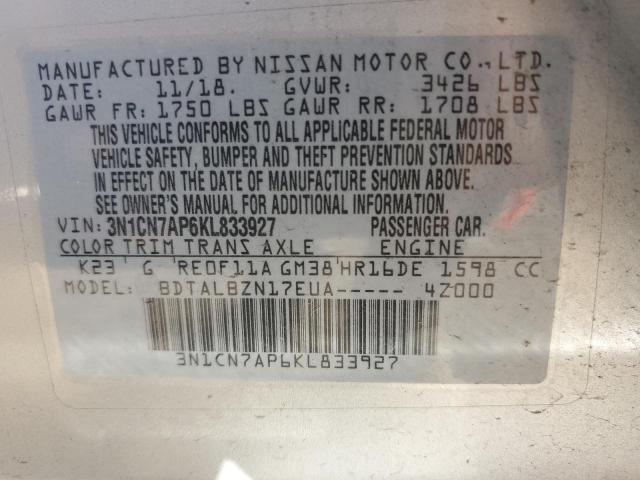 MANUFACTURED BY NISSAN MOTOR CO., LTD.
DATE: 11/18. GVWR: 3426 LBS
GAWR FR: 1750 LBS GAWR RR: 1708 LBS
THIS VEHICLE CONFORMS TO ALL APPLICABLE FEDERAL MOTOR
VEHICLE SAFETY, BUMPER AND THEFT PREVENTION STANDARDS
IN EFFECT ON THE DATE OF MANUFACTURE SHOWN ABOVE.
SEE OWNER'S MANUAL FOR ADDITIONAL INFORMATION.
VIN: 3N1CN7AP6KL833927 PASSENGER CAR.
COLOR TRIM TRANS AXLE ENGINE
K23 G RE0F11A GM38 HR16DE 1598 CC
MODEL: BDTALBZN17EUA----- 4Z000
3N1CN7AP6KL833927